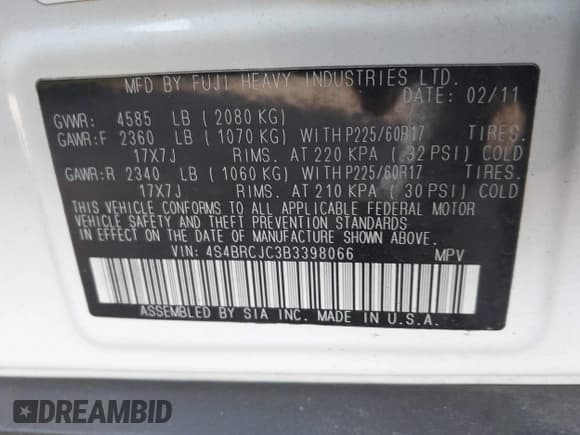 MFD BY FUJI HEAVY INDUSTRIES LTD.
DATE: 02/11
GVWR: 4585 LB ( 2080 KG)
GAWR:F 2360 LB ( 1070 KG) WITH P225/60R17 TIRES.
17X7J RIMS. AT 220 KPA ( 32 PSI) COLD
GAWR:R 2340 LB ( 1060 KG) WITH P225/60R17 TIRES.
17X7J RIMS. AT 210 KPA ( 30 PSI) COLD
THIS VEHICLE CONFORMS TO ALL APPLICABLE FEDERAL MOTOR
VEHICLE SAFETY AND THEFT PREVENTION STANDARDS
IN EFFECT ON THE DATE OF MANUFACTURE SHOWN ABOVE.
VIN: 4S4BRCJC3B3398066 MPV
ASSEMBLED BY SIA INC. MADE IN U.S.A.
DREAMBID